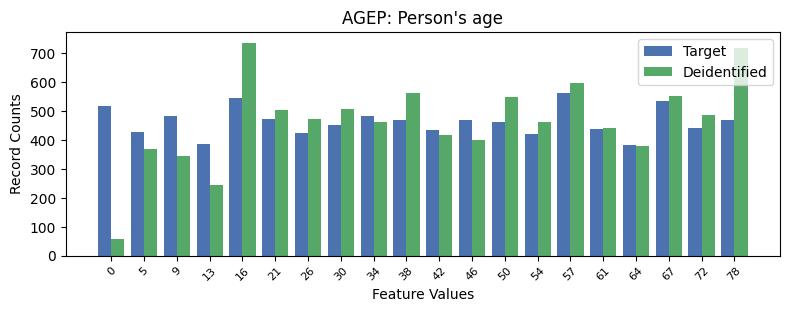 AGEP: Person's age
Target
Deidentified
Record Counts
700
600
500
400
300
200
100
0
0 5 9 13 16 21 26 30 34 38 42 46 50 54 57 61 64 67 72 78
Feature Values